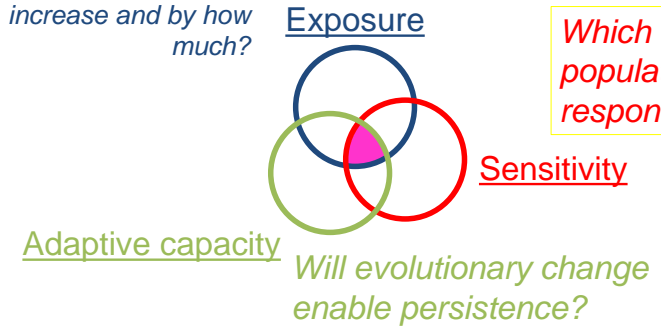 increase and by how
much?
Exposure
Which
popula
respon
Sensitivity
Adaptive capacity
Will evolutionary change
enable persistence?